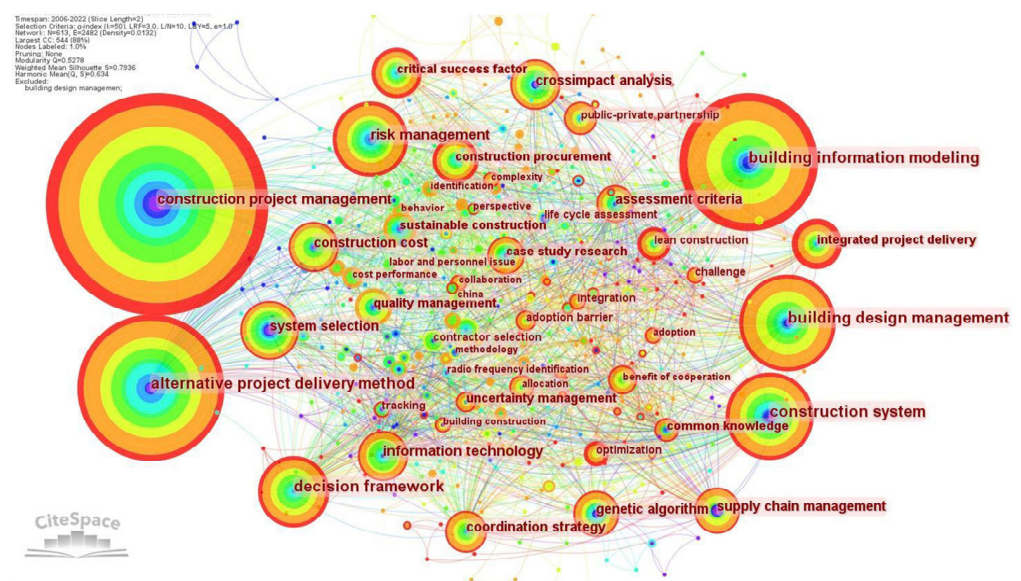 Timespan: 2006-2022 (Slice Length=2)
Selection Criteria: g-index (k=50), LRF=3.0, L/N=10, LBY=5, e=1.0
Network: N=613, E=2482 (Density=0.0132)
Largest CC: 544 (88%)
Nodes Labeled: 1.0%
Pruning: None
Modularity Q=0.5278
Weighted Mean Silhouette S=0.7936
Harmonic Mean(Q, S)=0.634
Excluded:
building design managemen;
critical success factor
crossimpact analysis
public-private partnership
risk management
construction procurement
building information modeling
complexity
identification
construction project management
behavior
perspective
life cycle assessment
assessment criteria
sustainable construction
construction cost
case study research
lean construction
integrated project delivery
labor and personnel issue
cost performance
collaboration
challenge
china
quality management
integration
system selection
adoption barrier
building design management
contractor selection
adoption
methodology
radio frequency identification
alternative project delivery method
allocation
benefit of cooperation
uncertainty management
tracking
construction system
building construction
common knowledge
information technology
optimization
decision framework
genetic algorithm
supply chain management
coordination strategy
CiteSpace